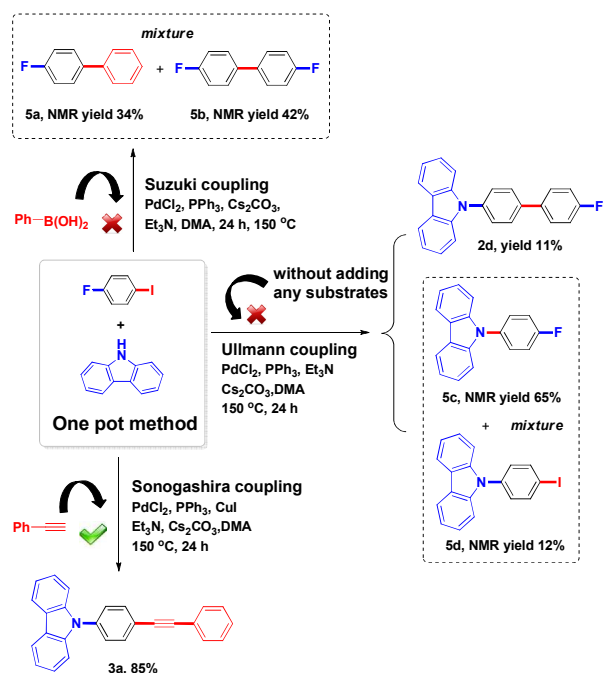 mixture
F
+
F
F
5a, NMR yield 34%
5b, NMR yield 42%
Ph
B(OH)₂
Suzuki coupling
PdCl₂, PPh₃, Cs₂CO₃,
Et₃N, DMA, 24 h, 150 °C
N
F
2d, yield 11%
F
I
+
H
N
One pot method
without adding
any substrates
Ullmann coupling
PdCl₂, PPh₃, Et₃N
Cs₂CO₃,DMA
150 °C, 24 h
N
F
5c, NMR yield 65%
+ mixture
N
I
5d, NMR yield 12%
Ph
Sonogashira coupling
PdCl₂, PPh₃, CuI
Et₃N, Cs₂CO₃,DMA
150 °C, 24 h
N
3a, 85%